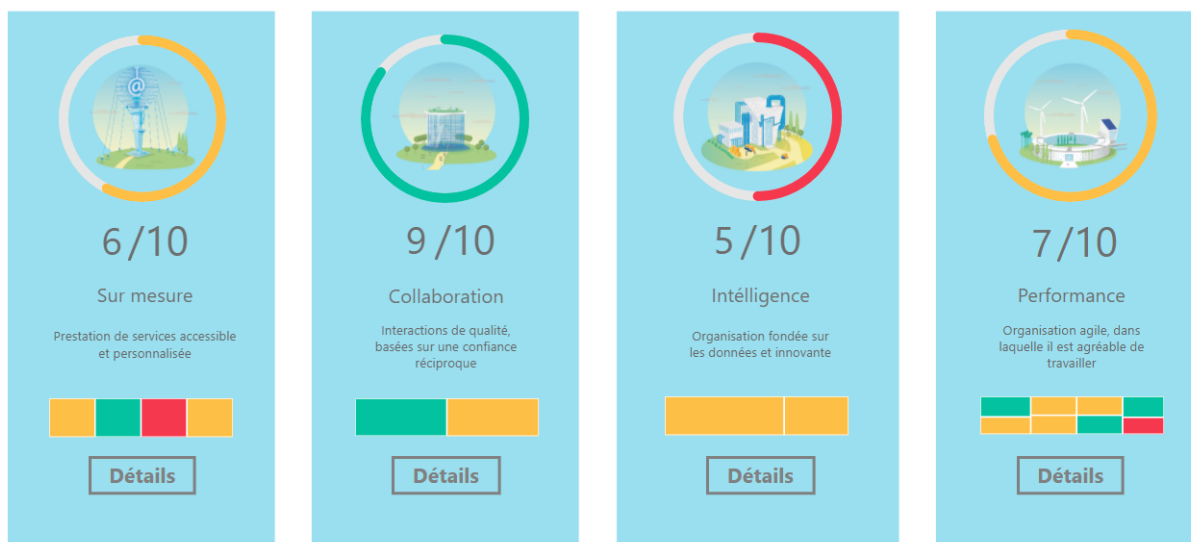 @
6/10
Sur mesure
Prestation de services accessible
et personnalisée
Détails
9/10
Collaboration
Interactions de qualité,
basées sur une confiance
réciproque
Détails
5/10
Intélligence
Organisation fondée sur
les données et innovante
Détails
7/10
Performance
Organisation agile, dans
laquelle il est agréable de
travailler
Détails